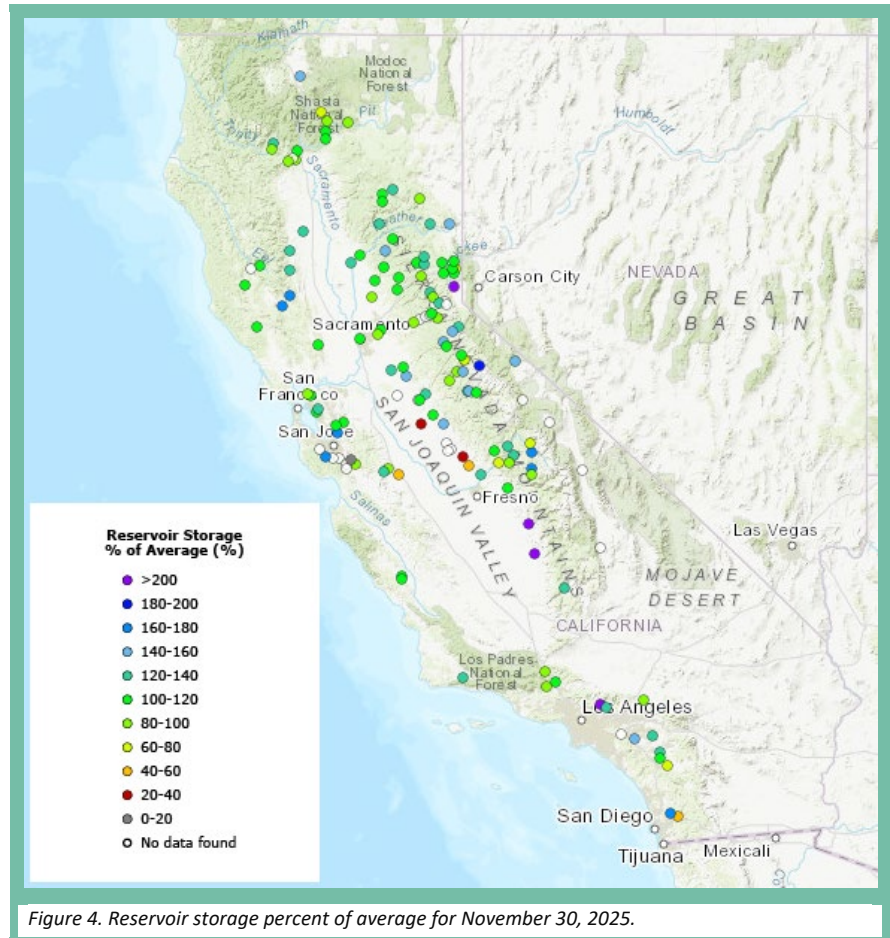 Klamath
Modoc
National
Forest
Shasta
National
Forest
Pit
Trinity
Humboldt
Sacramento
Eel
Carson City
NEVADA
GREAT
BASIN
Sacramento
San
Francisco
San Jose
SAN JOAQUIN VALLEY
Salinas
Fresno
Las Vegas
MOJAVE
DESERT
CALIFORNIA
Los Padres
National
Forest
Los Angeles
San Diego
Tijuana
Mexicali
Reservoir Storage
% of Average (%)
>200
180-200
160-180
140-160
120-140
100-120
80-100
60-80
40-60
20-40
0-20
No data found
Figure 4. Reservoir storage percent of average for November 30, 2025.